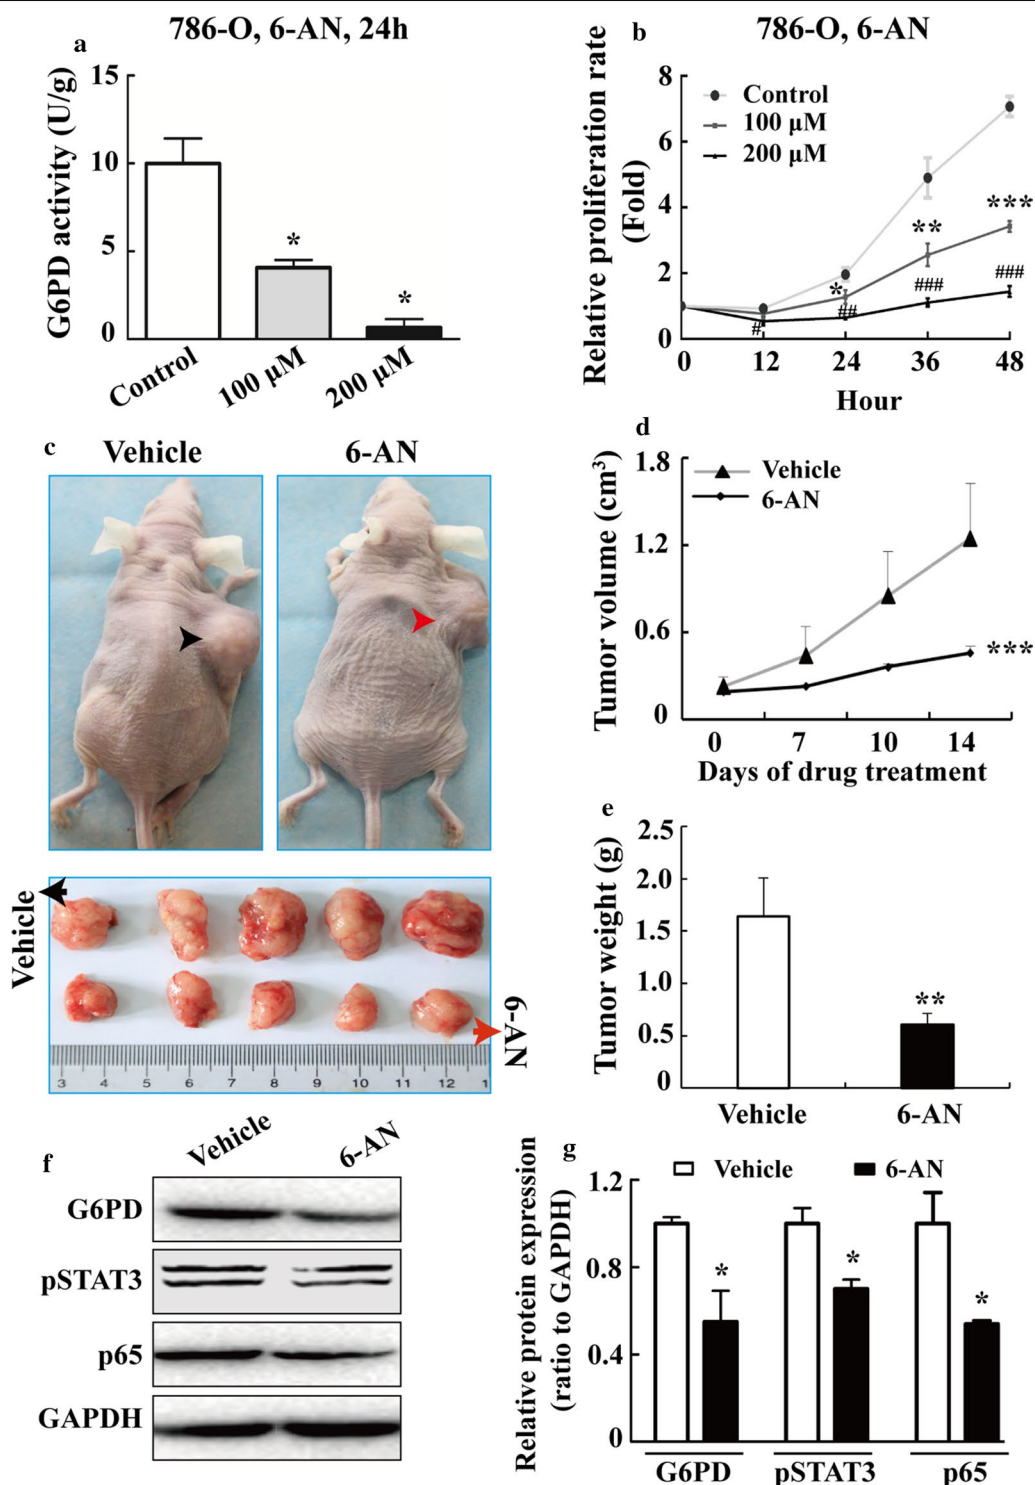 a
786-O, 6-AN, 24h
G6PD activity (U/g)
15
10
5
0
*
*
Control
100 μM
200 μM
b
786-O, 6-AN
Relative proliferation rate
(Fold)
8
6
4
2
0
Control
100 μM
200 μM
*
**
***
#
##
###
###
0 12 24 36 48
Hour
c
Vehicle
6-AN
Vehicle
6-AN
3 4 5 6 7 8 9 10 11 12 1
d
Tumor volume (cm³)
1.8
1.2
0.6
0
Vehicle
6-AN
***
0 7 10 14
Days of drug treatment
e
Tumor weight (g)
2.5
2.0
1.5
1.0
0.5
0
**
Vehicle 6-AN
f
Vehicle 6-AN
G6PD
pSTAT3
p65
GAPDH
g
Relative protein expression
(ratio to GAPDH)
Vehicle 6-AN
1.2
0.8
0.4
0
*
*
*
G6PD pSTAT3 p65